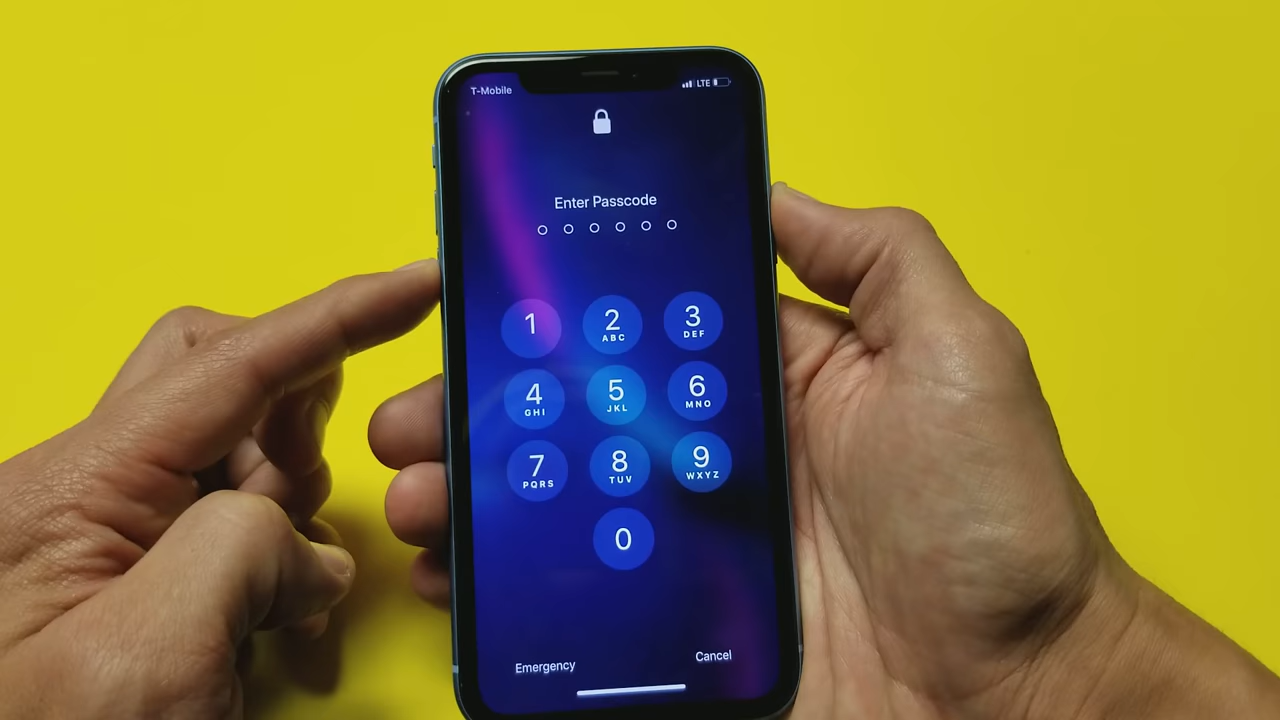 T-Mobile LTE
Enter Passcode
1 2 3
ABC DEF
4 5 6
GHI JKL MNO
7 8 9
PQRS TUV WXYZ
0
Emergency Cancel